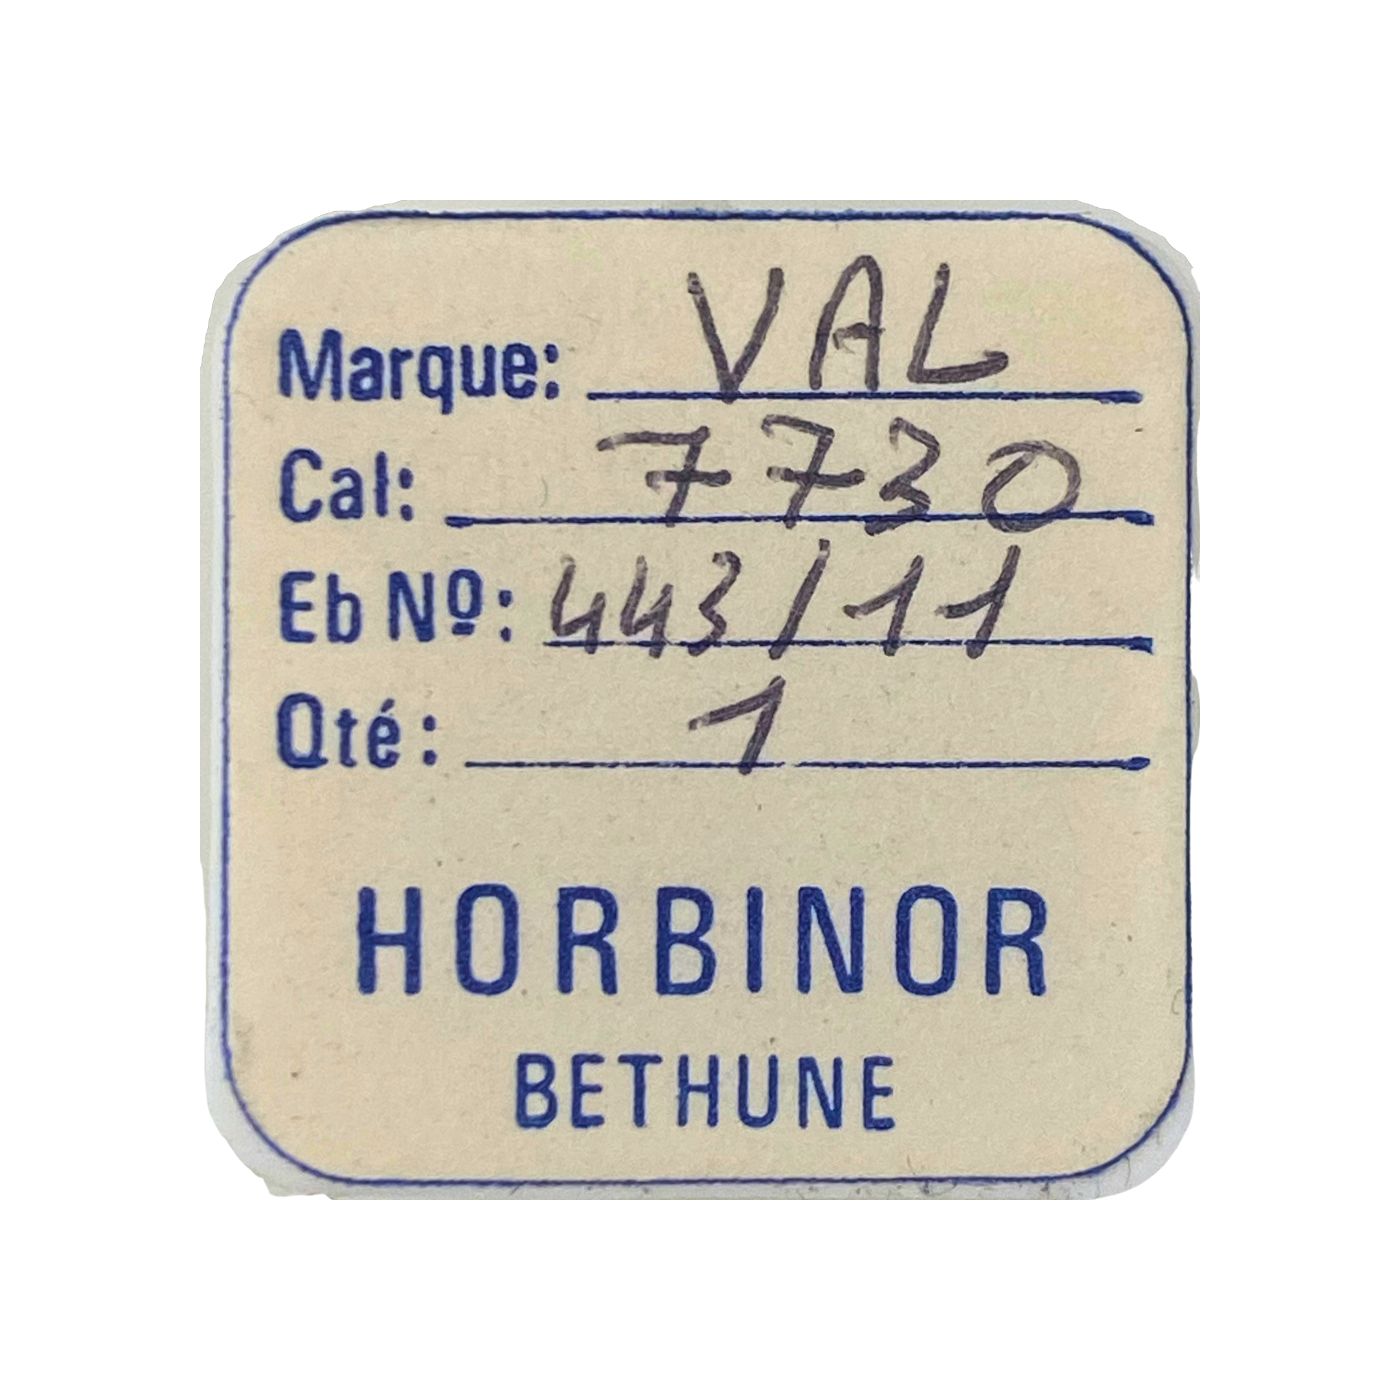 Marque: VAL
Cal: 7730
Eb Nº: 443/11
Qté: 1
HORBINOR
BETHUNE